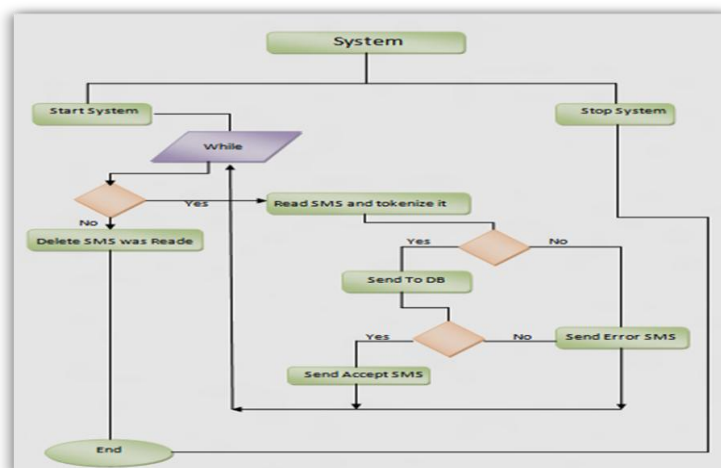 System
Start System
Stop System
While
Yes
Read SMS and tokenize it
No
Delete SMS was Reade
Yes
No
Send To DB
Yes
No
Send Error SMS
Send Accept SMS
End